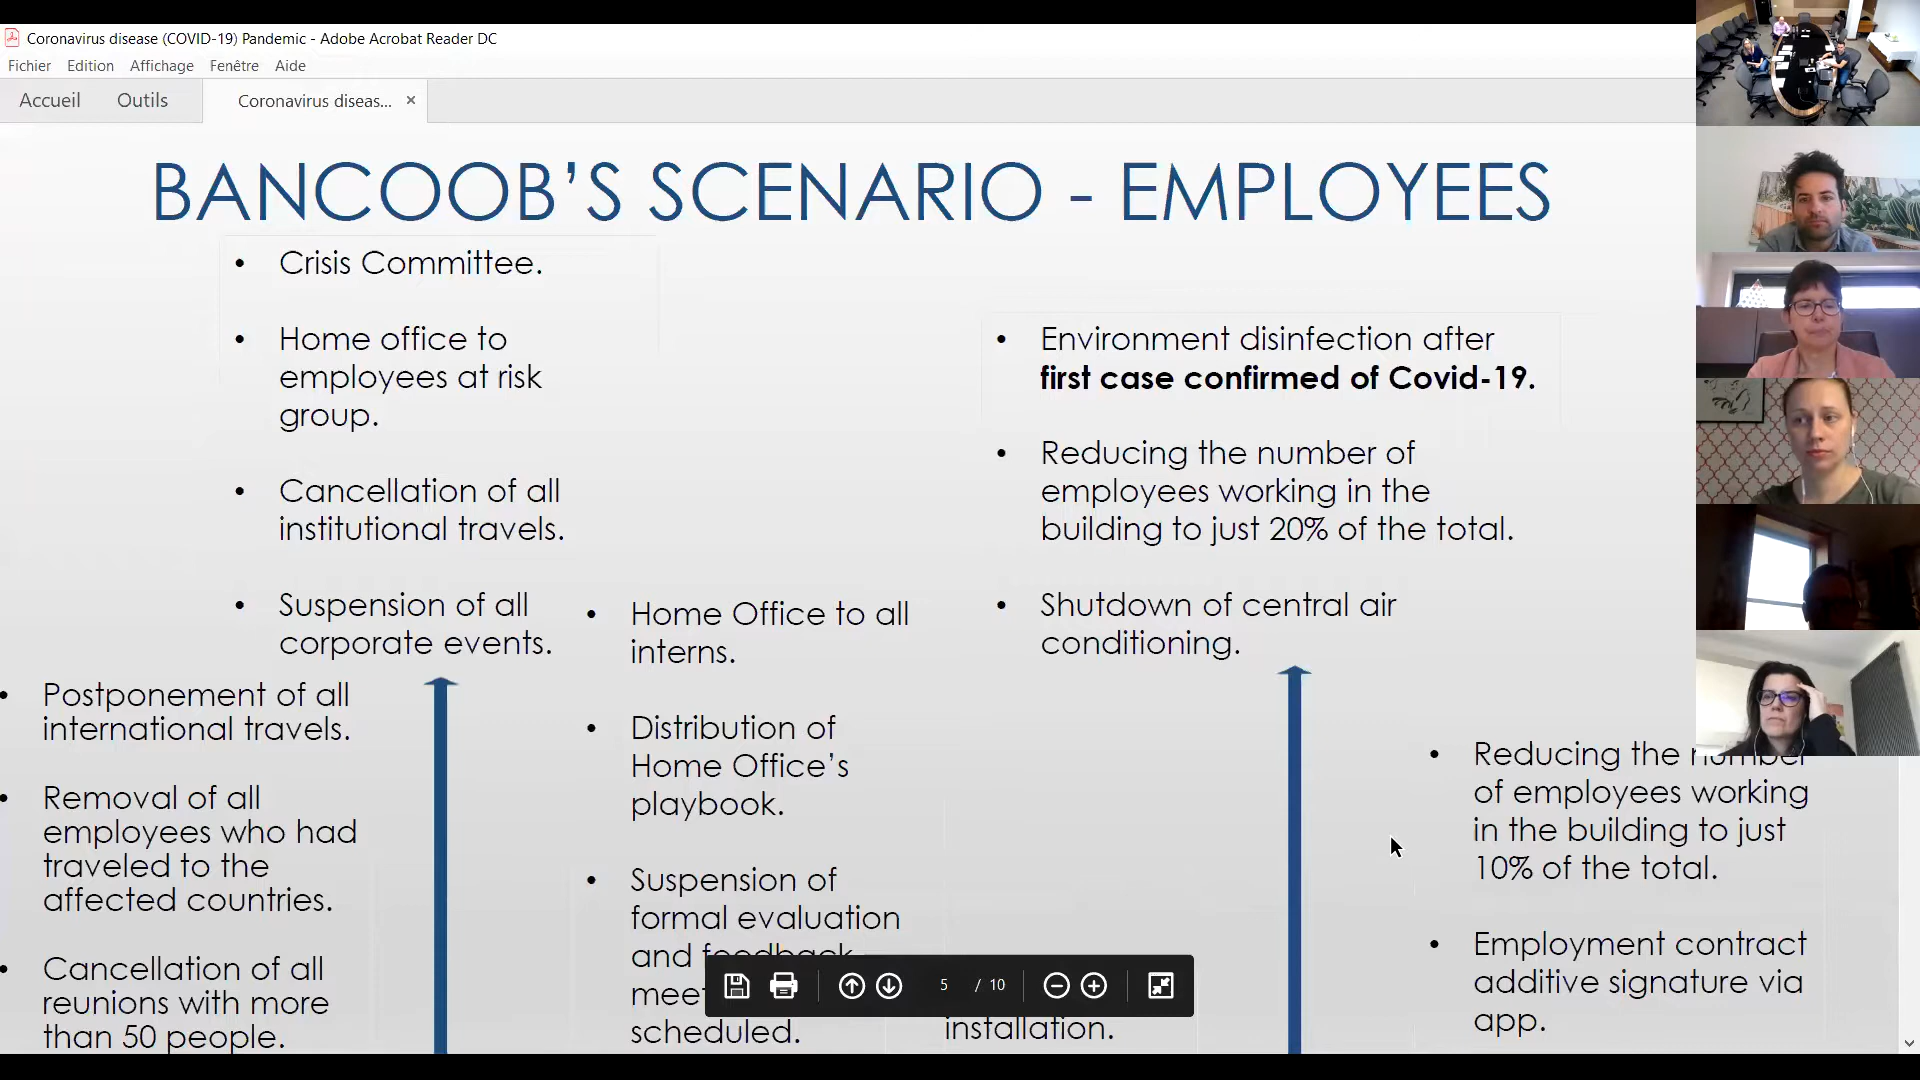 Coronavirus disease (COVID-19) Pandemic - Adobe Acrobat Reader DC
Fichier Edition Affichage Fenêtre Aide
Accueil Outils Coronavirus diseas... ×
BANCOOB’S SCENARIO - EMPLOYEES
• Crisis Committee.
• Home office to
employees at risk
group.
• Cancellation of all
institutional travels.
• Suspension of all
corporate events.
• Postponement of all
international travels.
• Removal of all
employees who had
traveled to the
affected countries.
• Cancellation of all
reunions with more
than 50 people.
• Home Office to all
interns.
• Distribution of
Home Office’s
playbook.
• Suspension of
formal evaluation
and feedback
scheduled.
installation.
• Environment disinfection after
first case confirmed of Covid-19.
• Reducing the number of
employees working in the
building to just 20% of the total.
• Shutdown of central air
conditioning.
• Reducing the number
of employees working
in the building to just
10% of the total.
• Employment contract
additive signature via
app.
5 / 10